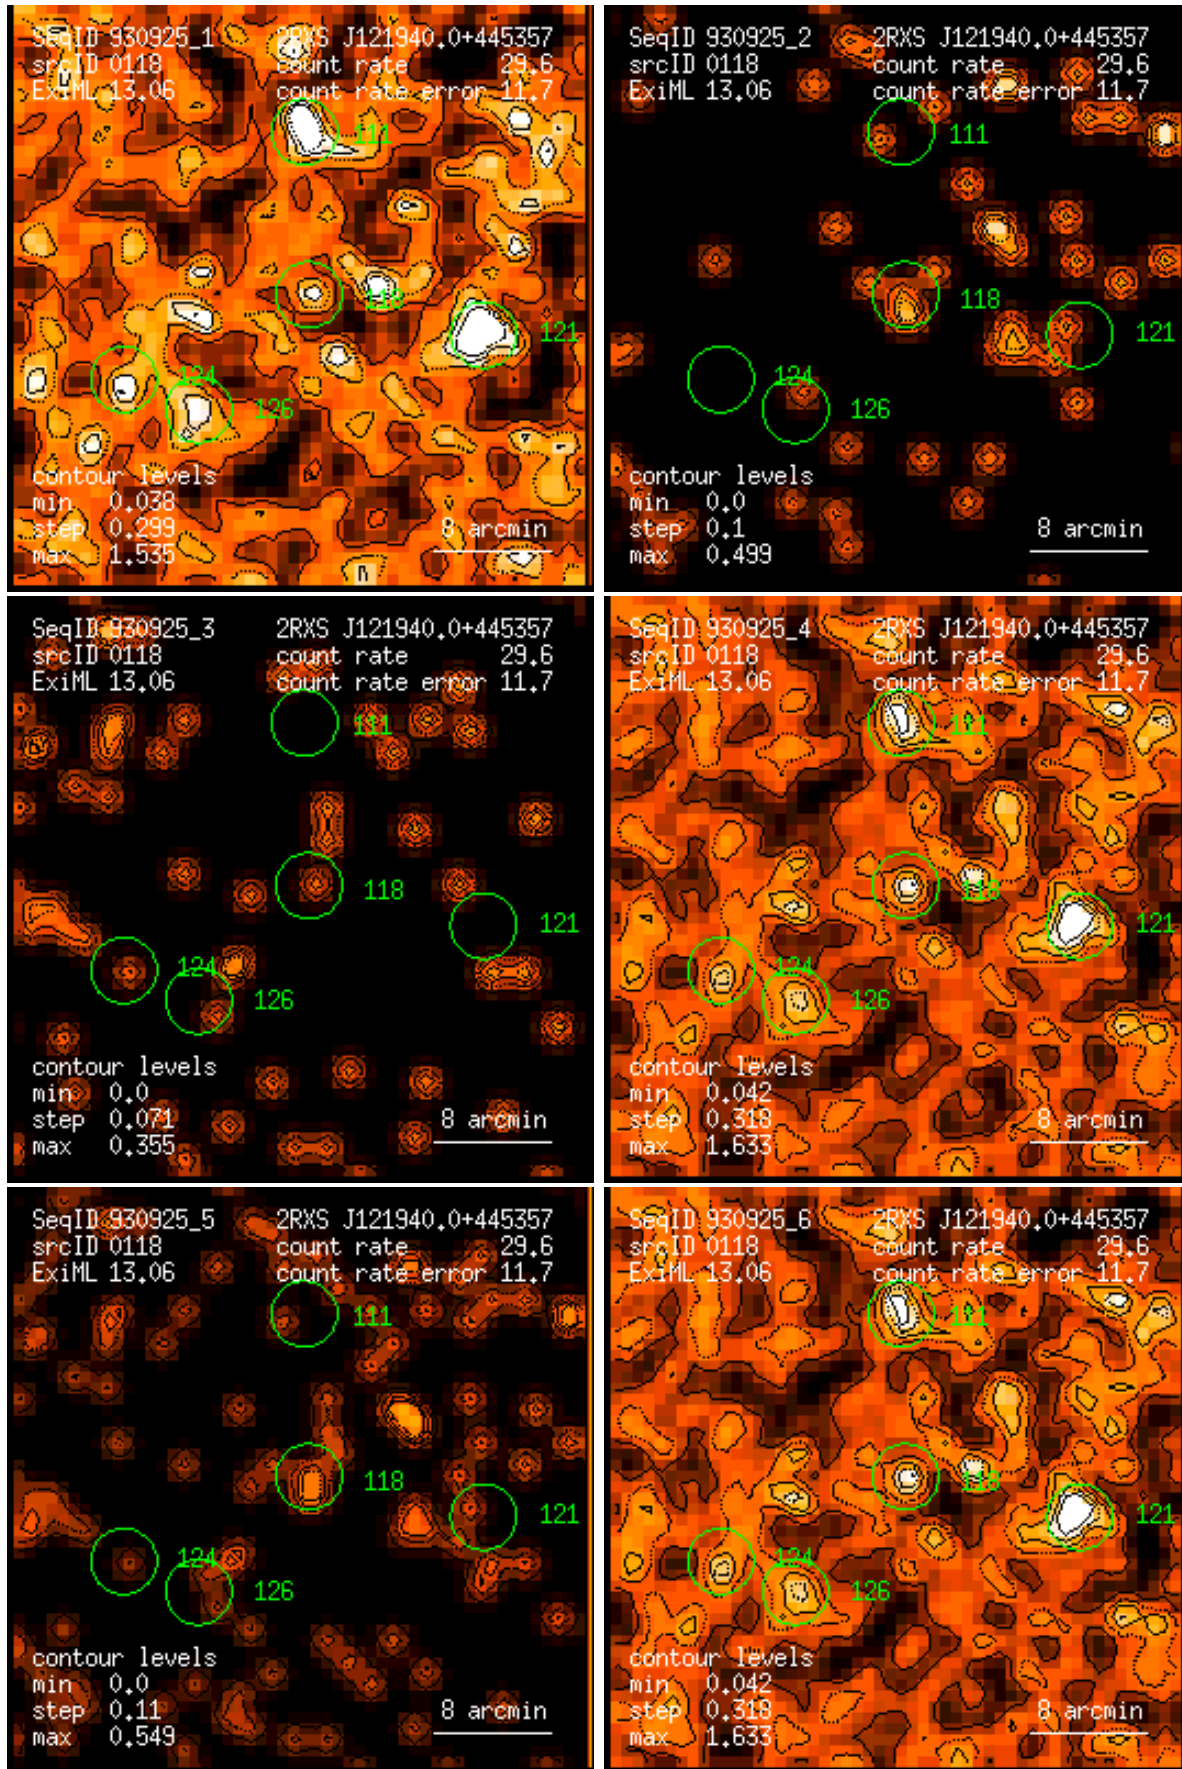 SeqID 930925_1 2RXS J121940.0+445357
srcID 0118 count rate 29.6
ExiML 13.06 count rate error 11.7
111
118
121
124
126
contour levels
min 0.038
step 0.299 8 arcmin
max 1.535
SeqID 930925_2 2RXS J121940.0+445357
srcID 0118 count rate 29.6
ExiML 13.06 count rate error 11.7
111
118
121
124
126
contour levels
min 0.0
step 0.1 8 arcmin
max 0.499
SeqID 930925_3 2RXS J121940.0+445357
srcID 0118 count rate 29.6
ExiML 13.06 count rate error 11.7
111
118
121
124
126
contour levels
min 0.0
step 0.071 8 arcmin
max 0.355
SeqID 930925_4 2RXS J121940.0+445357
srcID 0118 count rate 29.6
ExiML 13.06 count rate error 11.7
111
118
121
124
126
contour levels
min 0.042
step 0.318 8 arcmin
max 1.633
SeqID 930925_5 2RXS J121940.0+445357
srcID 0118 count rate 29.6
ExiML 13.06 count rate error 11.7
111
118
121
124
126
contour levels
min 0.0
step 0.11 8 arcmin
max 0.549
SeqID 930925_6 2RXS J121940.0+445357
srcID 0118 count rate 29.6
ExiML 13.06 count rate error 11.7
111
118
121
124
126
contour levels
min 0.042
step 0.318 8 arcmin
max 1.633